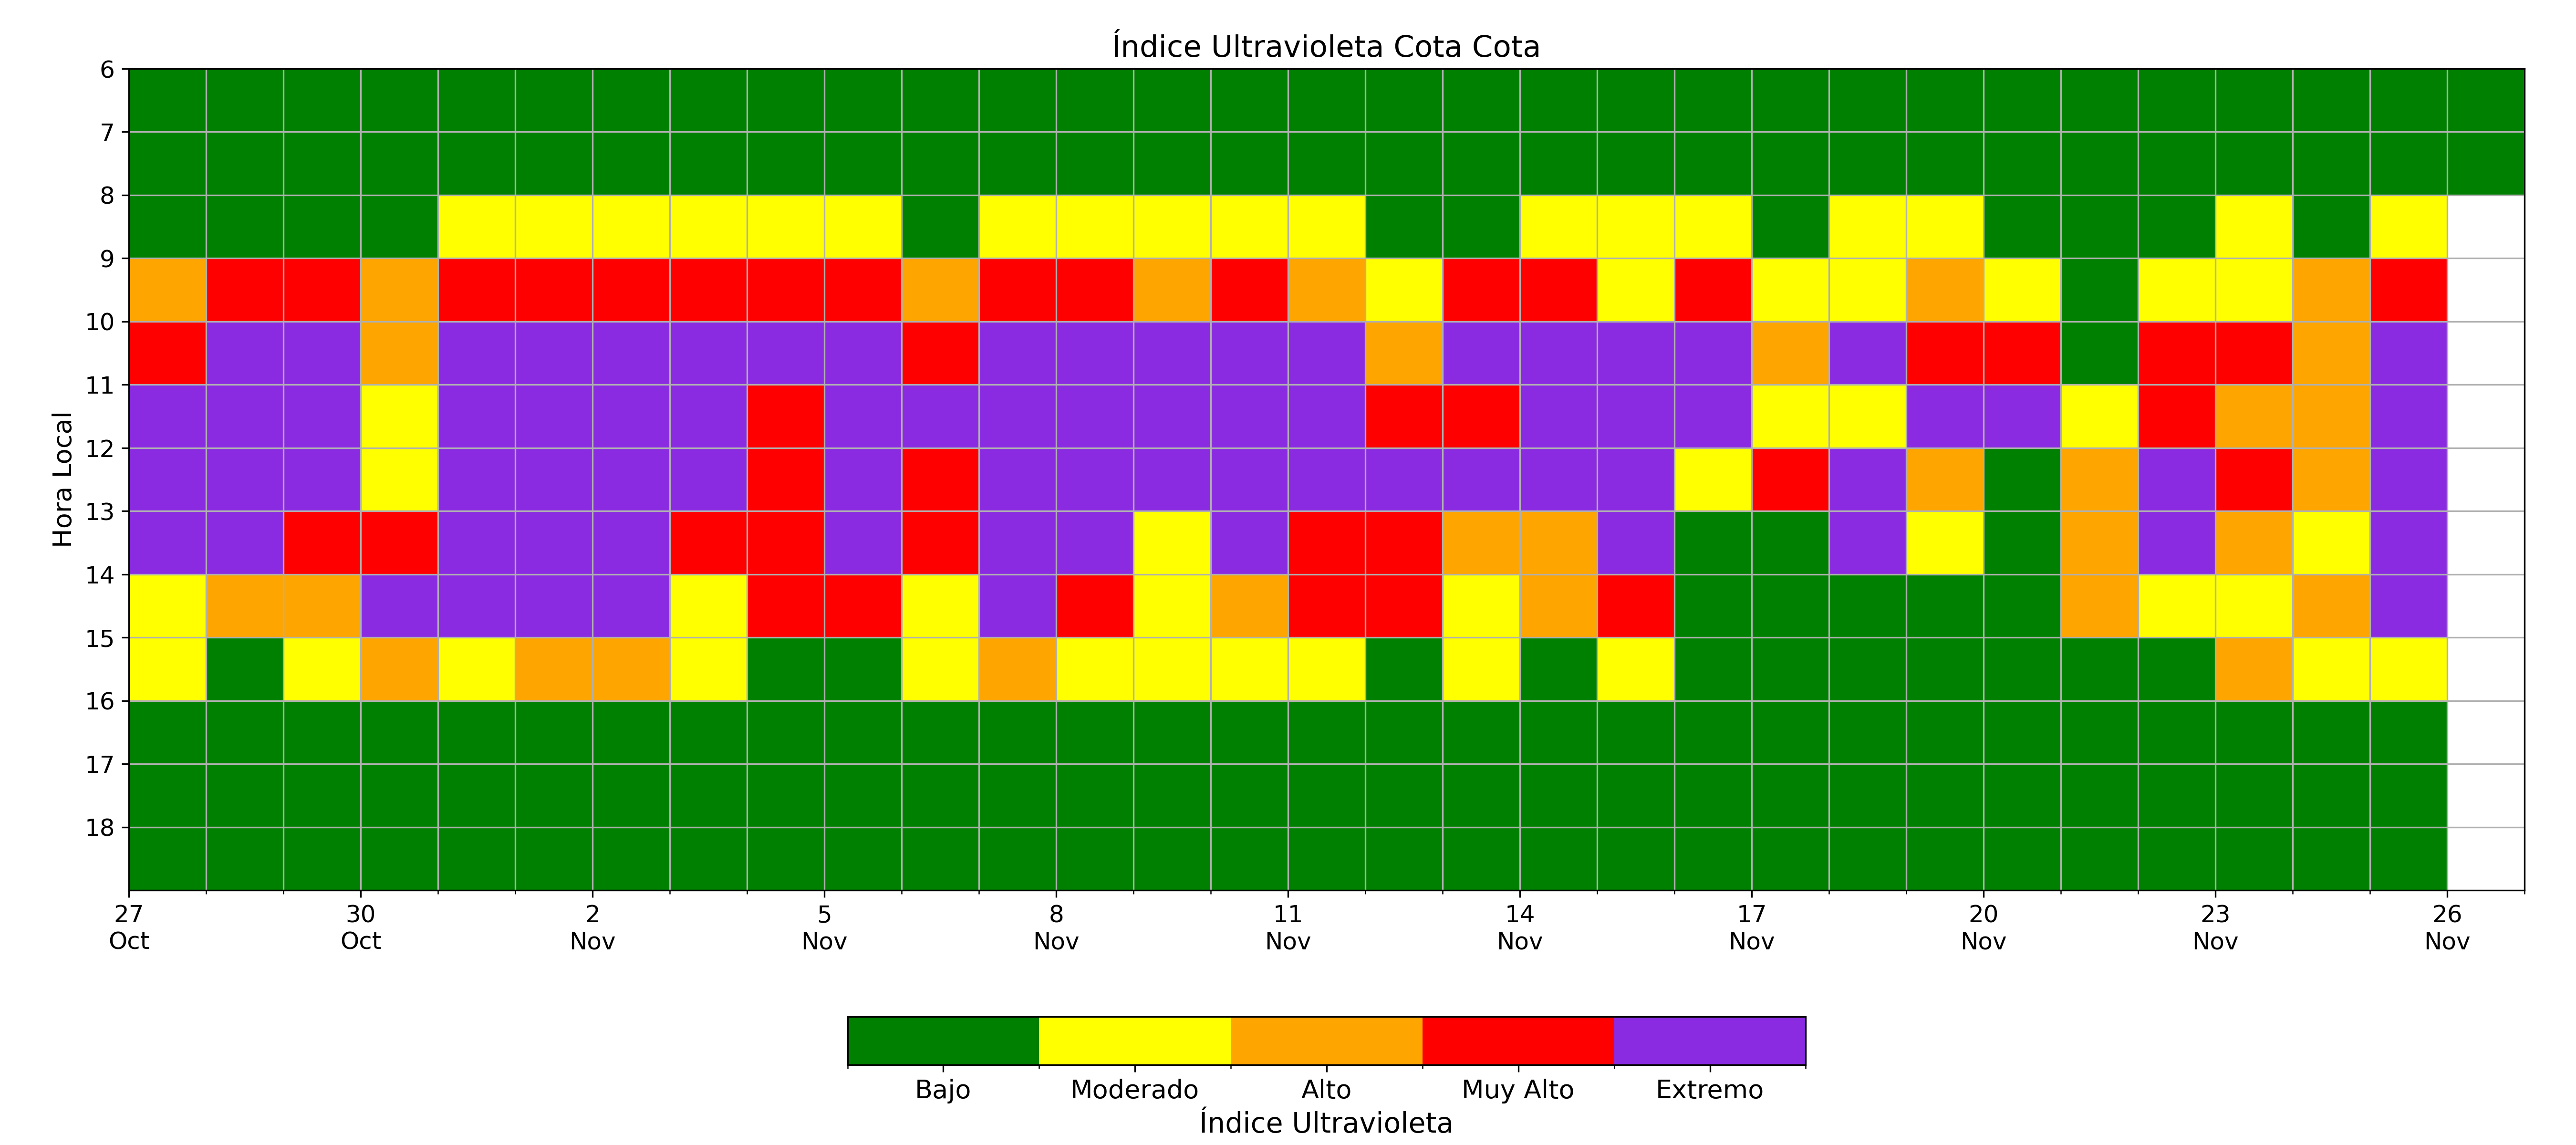 Índice Ultravioleta Cota Cota
6
7
8
9
10
11
12
13
14
15
16
17
18
Hora Local
27 30 2 5 8 11 14 17 20 23 26
Oct Oct Nov Nov Nov Nov Nov Nov Nov Nov Nov
Bajo Moderado Alto Muy Alto Extremo
Índice Ultravioleta